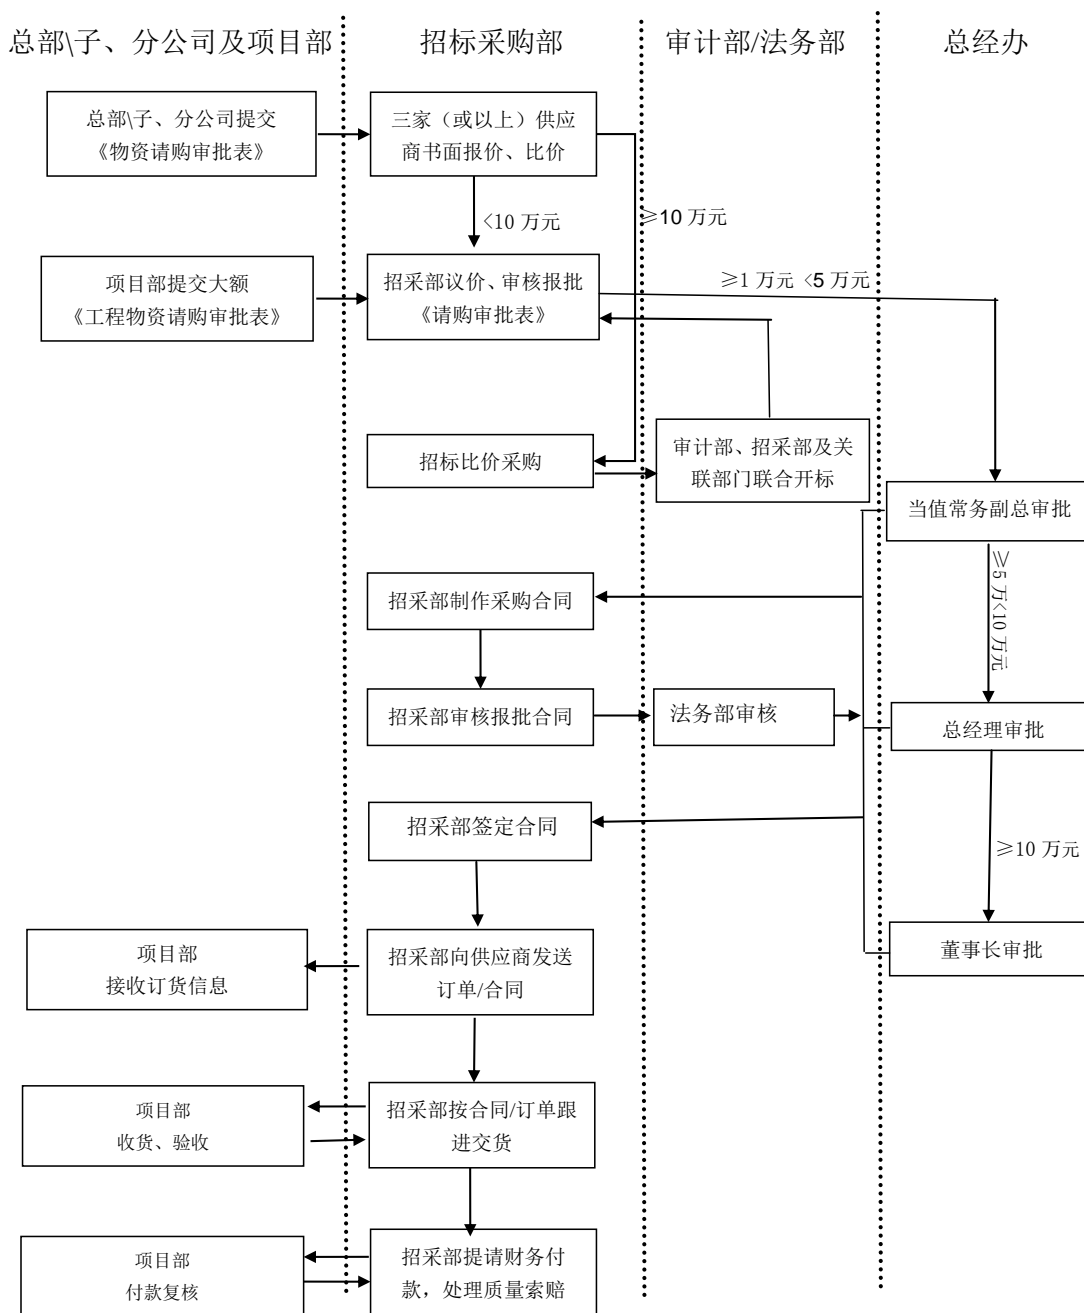 总部\子、分公司及项目部
招标采购部
审计部/法务部
总经办
总部\子、分公司提交
《物资请购审批表》
三家（或以上）供应
商书面报价、比价
<10 万元
≥10 万元
项目部提交大额
《工程物资请购审批表》
招采部议价、审核报批
《请购审批表》
≥1 万元 <5 万元
招标比价采购
审计部、招采部及关
联部门联合开标
当值常务副总审批
≥5 万<10 万元
招采部制作采购合同
招采部审核报批合同
法务部审核
总经理审批
招采部签定合同
≥10 万元
项目部
接收订货信息
招采部向供应商发送
订单/合同
董事长审批
项目部
收货、验收
招采部按合同/订单跟
进交货
项目部
付款复核
招采部提请财务付
款，处理质量索赔